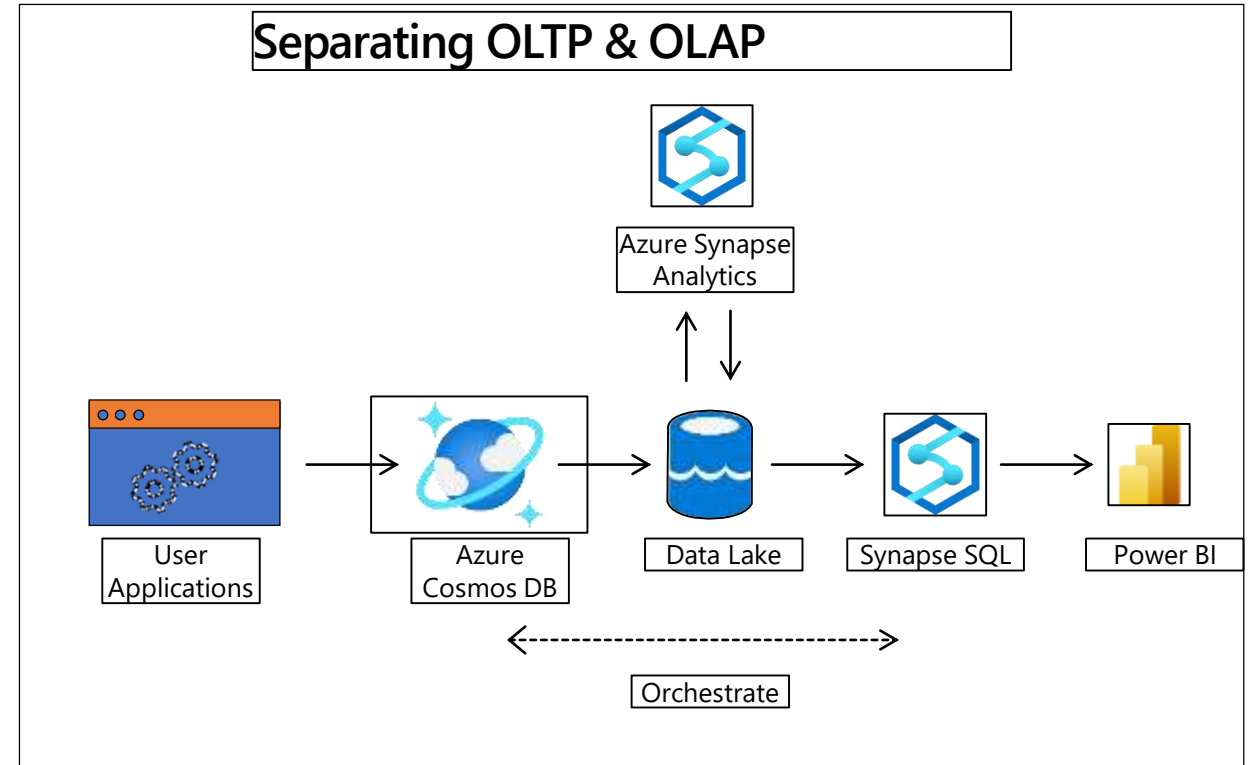 Separating OLTP & OLAP
Azure Synapse
Analytics
User
Applications
Azure
Cosmos DB
Data Lake
Synapse SQL
Power BI
Orchestrate